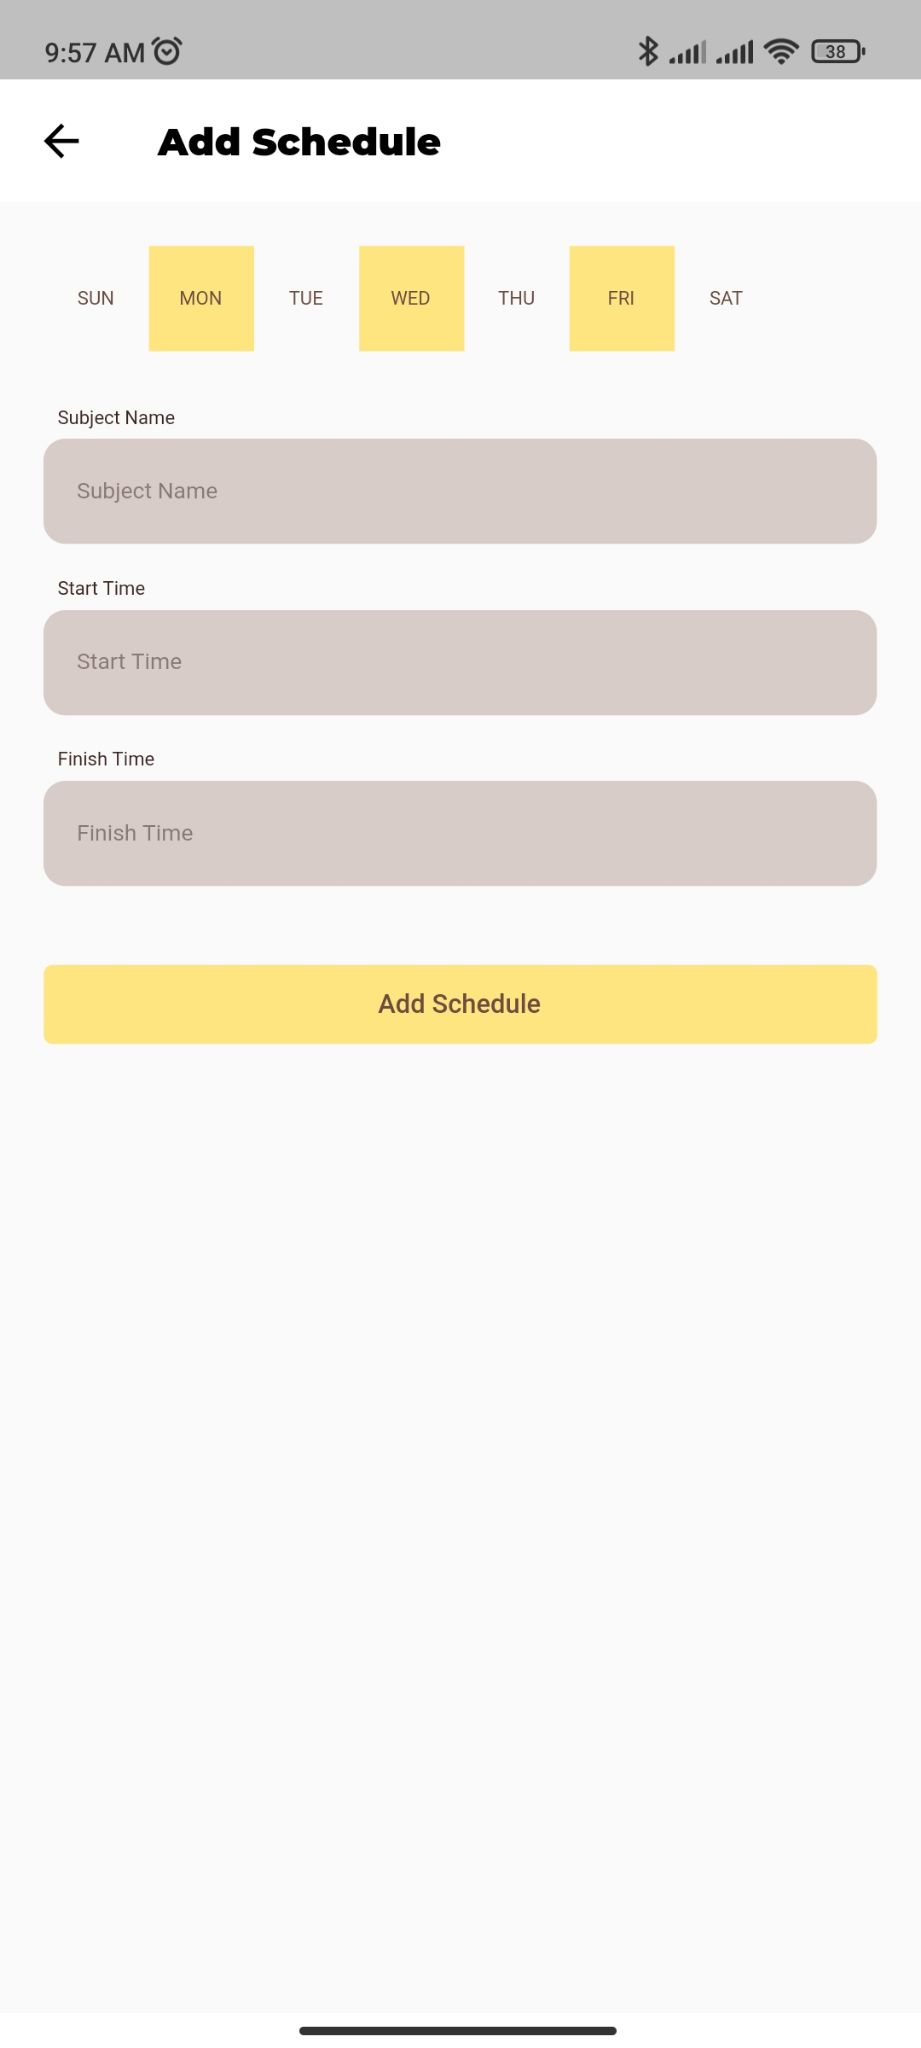 9:57 AM 38
Add Schedule
SUN MON TUE WED THU FRI SAT
Subject Name
Subject Name
Start Time
Start Time
Finish Time
Finish Time
Add Schedule